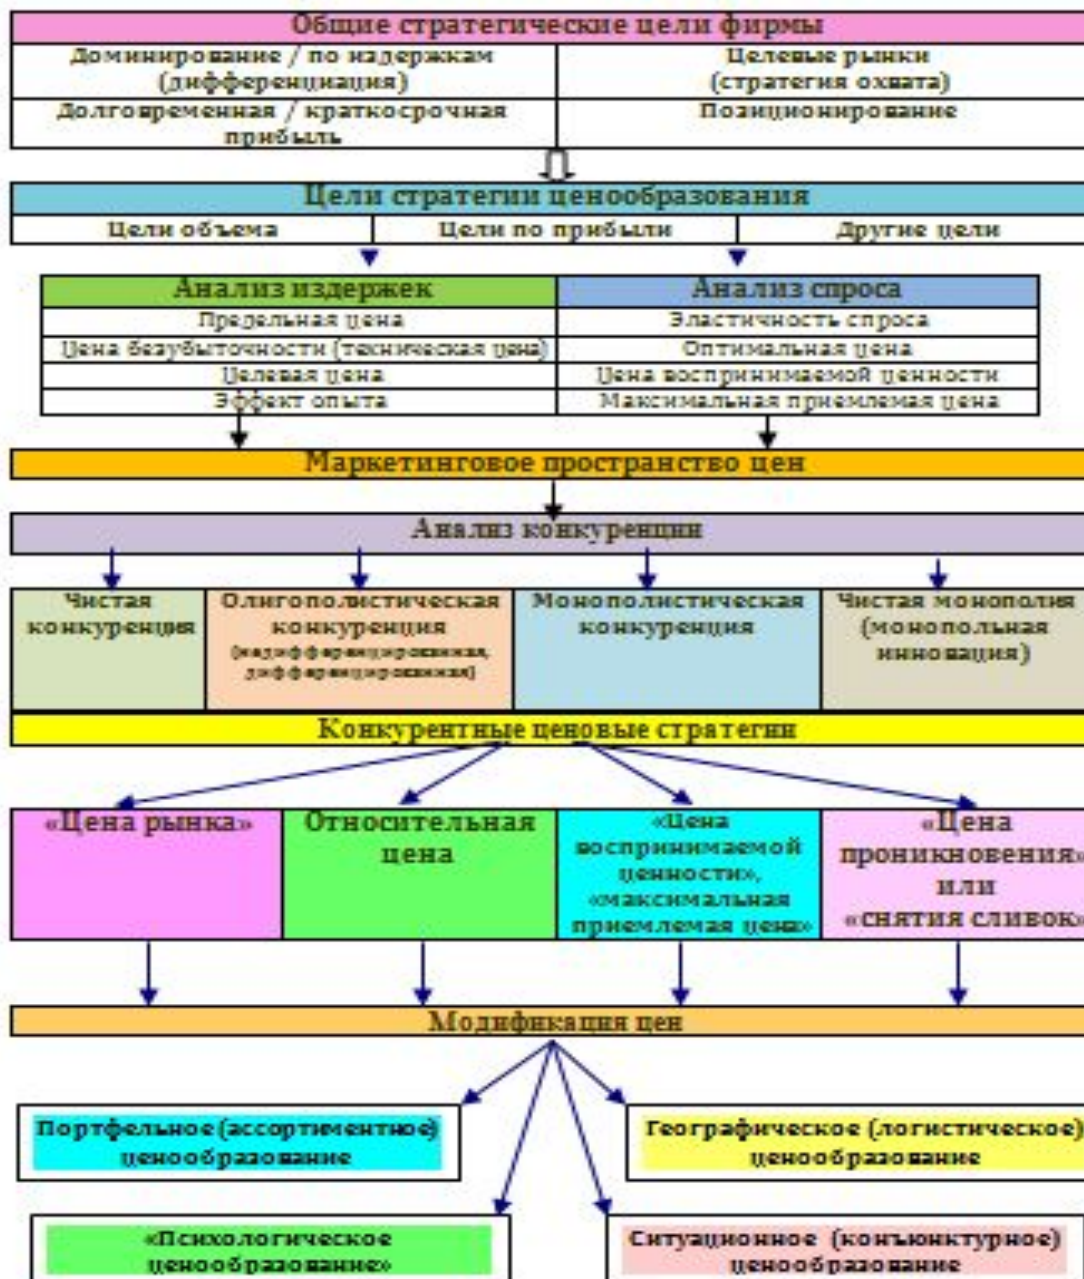 Общие стратегические цели фирмы
Доминирование / по издержкам
(дифференциация)
Целевые рынки
(стратегия охвата)
Долговременная / краткосрочная
прибыль
Позиционирование
Цели стратегии ценообразования
Цели объема
Цели по прибыли
Другие цели
Анализ издержек
Анализ спроса
Предельная цена
Эластичность спроса
Цена безубыточности (техническая цена)
Оптимальная цена
Целевая цена
Цена воспринимаемой ценности
Эффект опыта
Максимальная приемлемая цена
Маркетинговое пространство цен
Анализ конкуренции
Чистая
конкуренция
Олигополистическая
конкуренция
(недифференцированная,
дифференцированная)
Монополистическая
конкуренция
Чистая монополия
(монопольная
инновация)
Конкурентные ценовые стратегии
«Цена рынка»
Относительная
цена
«Цена
воспринимаемой
ценности»,
«максимальная
приемлемая цена»
«Цена
проникновения»
или
«снятия сливок»
Модификация цен
Портфельное (ассортиментное)
ценообразование
Географическое (логистическое)
ценообразование
«Психологическое
ценообразование»
Ситуационное (конъюнктурное)
ценообразование